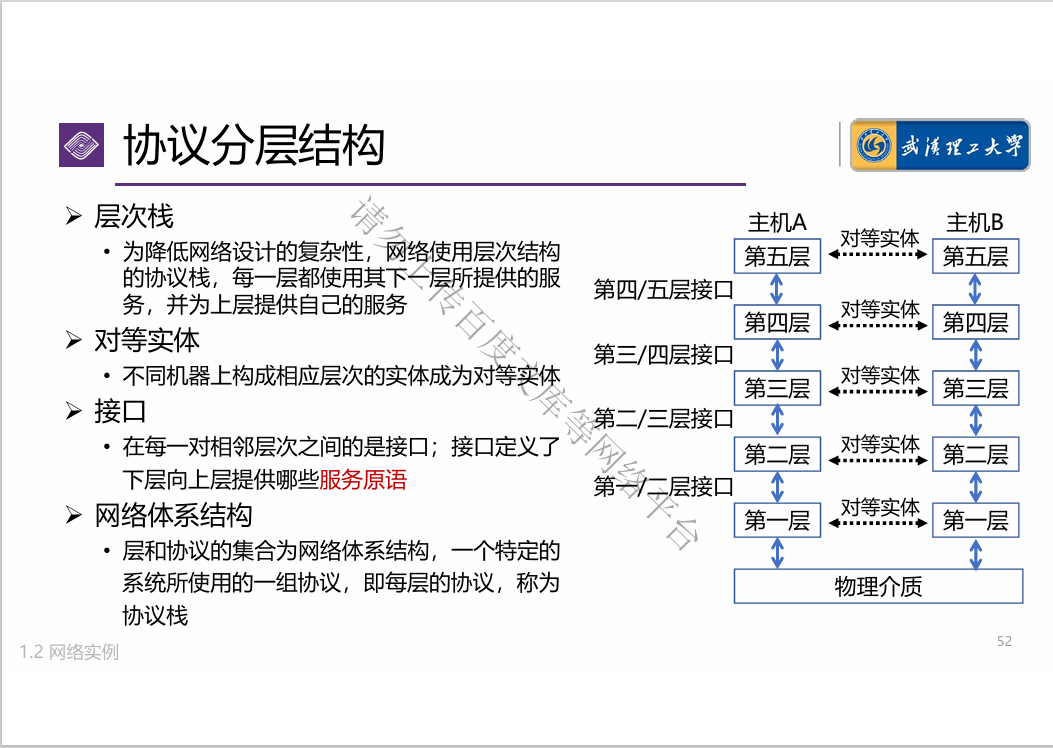 协议分层结构
武汉理工大学
➢ 层次栈
• 为降低网络设计的复杂性，网络使用层次结构
的协议栈，每一层都使用其下一层所提供的服
务，并为上层提供自己的服务
➢ 对等实体
• 不同机器上构成相应层次的实体成为对等实体
➢ 接口
• 在每一对相邻层次之间的是接口；接口定义了
下层向上层提供哪些服务原语
➢ 网络体系结构
• 层和协议的集合为网络体系结构，一个特定的
系统所使用的一组协议，即每层的协议，称为
协议栈
主机A
主机B
第五层
对等实体
第五层
第四/五层接口
第四层
对等实体
第四层
第三/四层接口
第三层
对等实体
第三层
第二/三层接口
第二层
对等实体
第二层
第一/二层接口
第一层
对等实体
第一层
物理介质
请勿上传百度文库等网络平台
1.2 网络实例
52